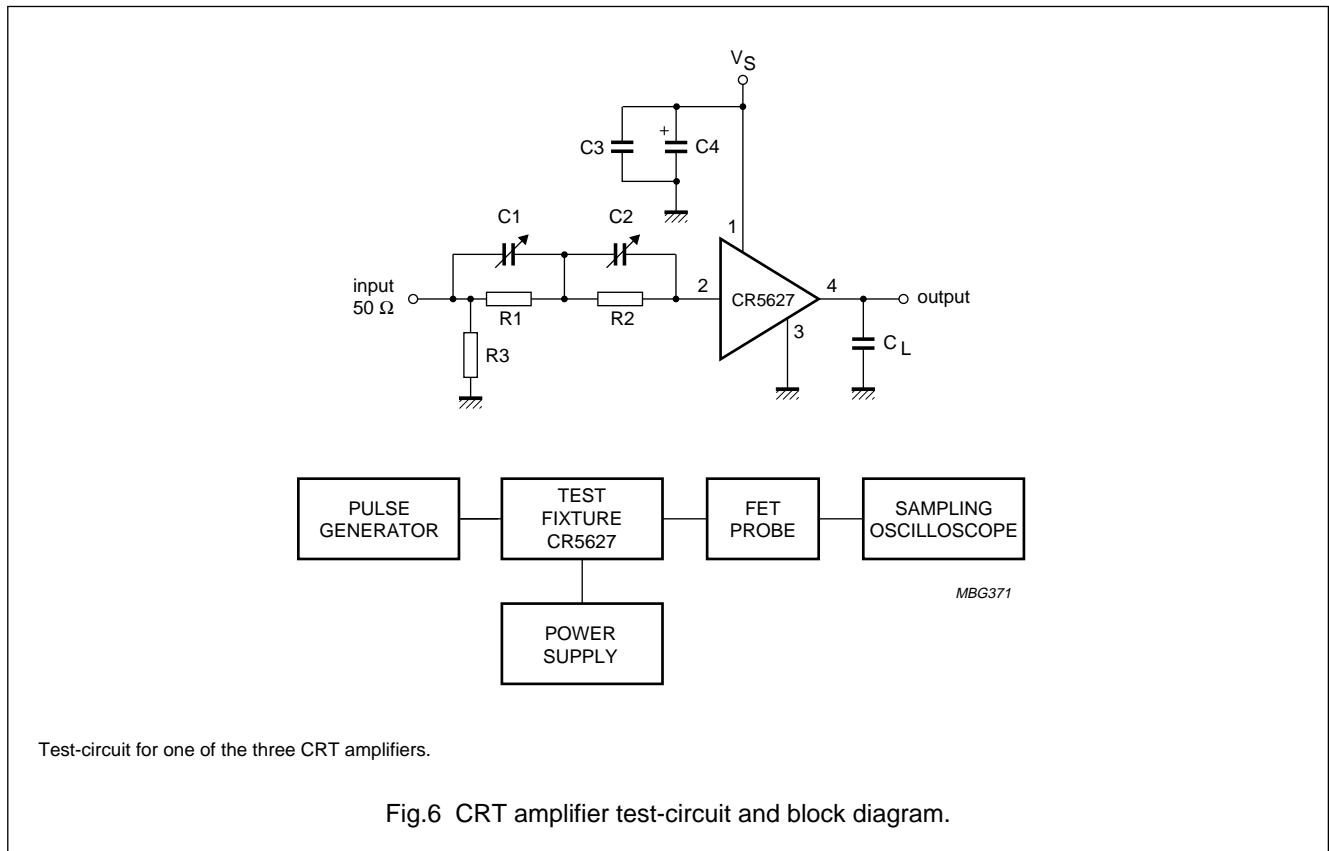 VS
C3
+
C4
C1
C2
1
input
50 Ω
R1
R2
2
CR5627
4
output
3
R3
CL
PULSE
GENERATOR
TEST
FIXTURE
CR5627
FET
PROBE
SAMPLING
OSCILLOSCOPE
MBG371
POWER
SUPPLY
Test-circuit for one of the three CRT amplifiers.
Fig.6 CRT amplifier test-circuit and block diagram.